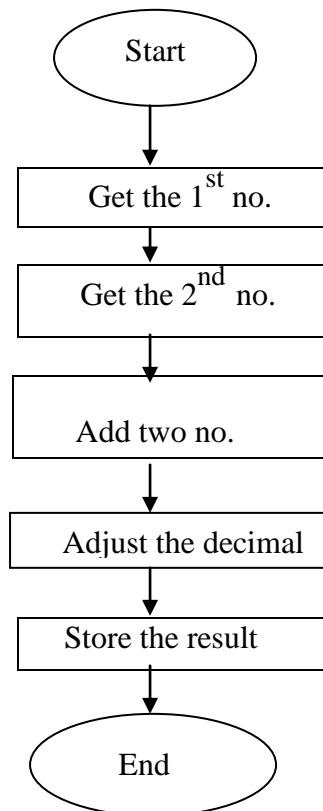 Start
Get the 1st no.
Get the 2nd no.
Add two no.
Adjust the decimal
Store the result
End